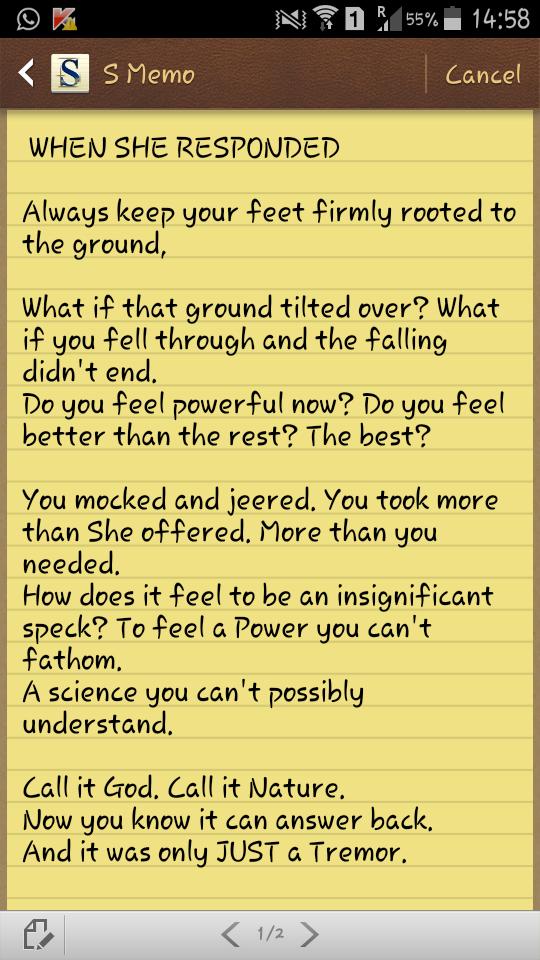 R
1
55%
14:58
S
S Memo
Cancel
WHEN SHE RESPONDED
Always keep your feet firmly rooted to
the ground,
What if that ground tilted over? What
if you fell through and the falling
didn't end.
Do you feel powerful now? Do you feel
better than the rest? The best?
You mocked and jeered. You took more
than She offered. More than you
needed.
How does it feel to be an insignificant
speck? To feel a Power you can't
fathom.
A science you can't possibly
understand.
Call it God. Call it Nature.
Now you know it can answer back.
And it was only JUST a Tremor.
1/2